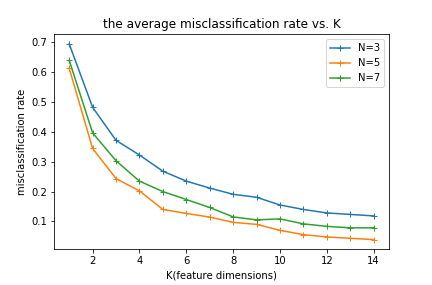 the average misclassification rate vs. K
N=3
N=5
N=7
misclassification rate
0.7
0.6
0.5
0.4
0.3
0.2
0.1
2 4 6 8 10 12 14
K(feature dimensions)